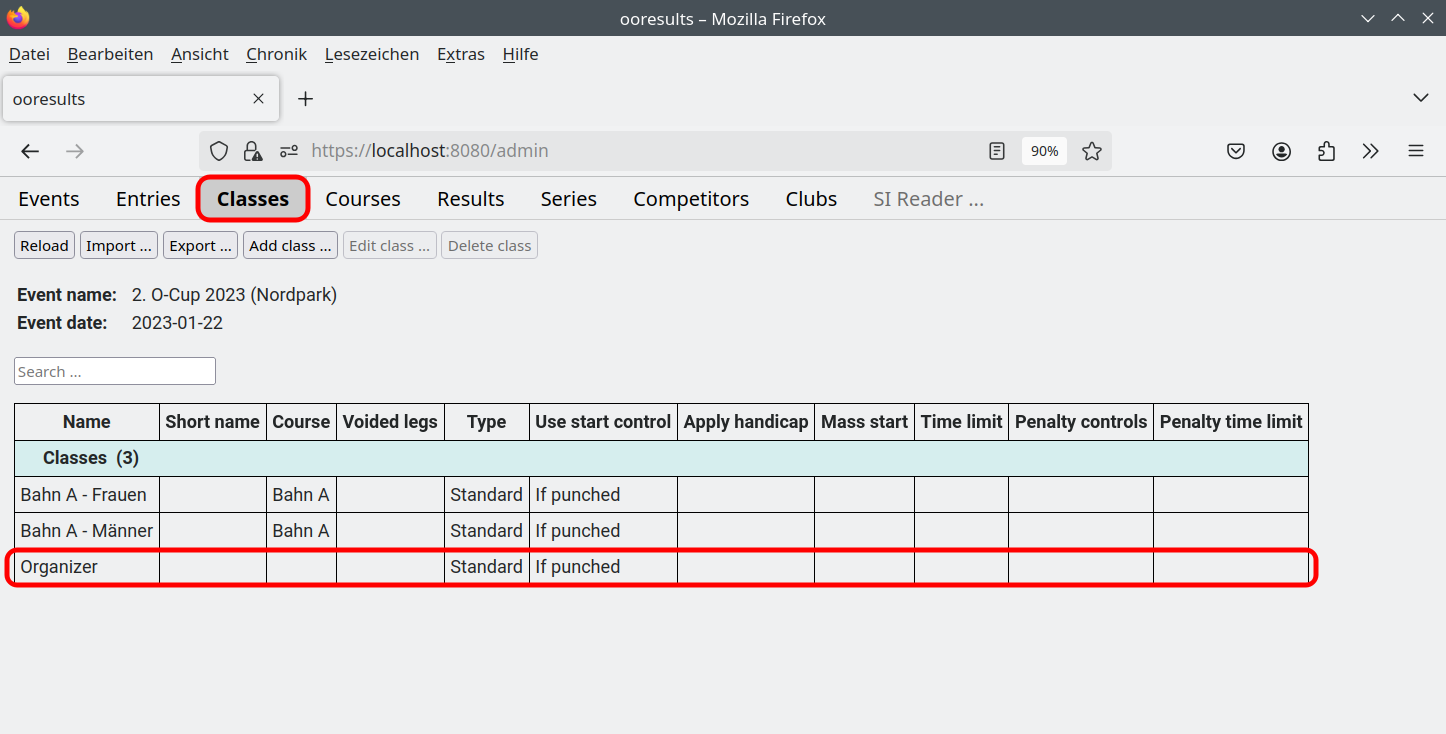 ooresults – Mozilla Firefox
Datei Bearbeiten Ansicht Chronik Lesezeichen Extras Hilfe
ooresults
https://localhost:8080/admin 90%
Events Entries Classes Courses Results Series Competitors Clubs SI Reader ...
Reload Import ... Export ... Add class ... Edit class ... Delete class
Event name: 2. O-Cup 2023 (Nordpark)
Event date: 2023-01-22
Search ...
Name Short name Course Voided legs Type Use start control Apply handicap Mass start Time limit Penalty controls Penalty time limit
Classes (3)
Bahn A - Frauen Bahn A Standard If punched
Bahn A - Männer Bahn A Standard If punched
Organizer Standard If punched